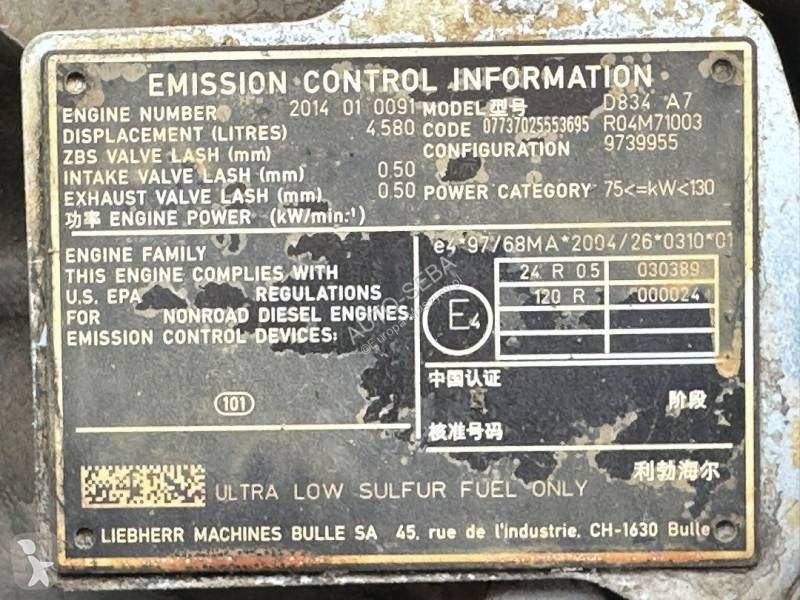 EMISSION CONTROL INFORMATION
ENGINE NUMBER 2014 01 0091 MODEL 型号 D834 A7
DISPLACEMENT (LITRES) 4.580 CODE 07737025553695 R04M71003
ZBS VALVE LASH (mm) CONFIGURATION 9739955
INTAKE VALVE LASH (mm) 0.50
EXHAUST VALVE LASH (mm) 0.50 POWER CATEGORY 75<=kW<130
功率 ENGINE POWER (kW/min.-¹)
e4*97/68MA*2004/26*0310*01
ENGINE FAMILY
THIS ENGINE COMPLIES WITH
U.S. EPA REGULATIONS
FOR NONROAD DIESEL ENGINES.
EMISSION CONTROL DEVICES:
101
24 R 05 030389
120 R 000024
E4
中国认证
阶段
核准号码
利勃海尔
ULTRA LOW SULFUR FUEL ONLY
LIEBHERR MACHINES BULLE SA 45, rue de l'industrie, CH-1630 Bulle
AUTO SEBA